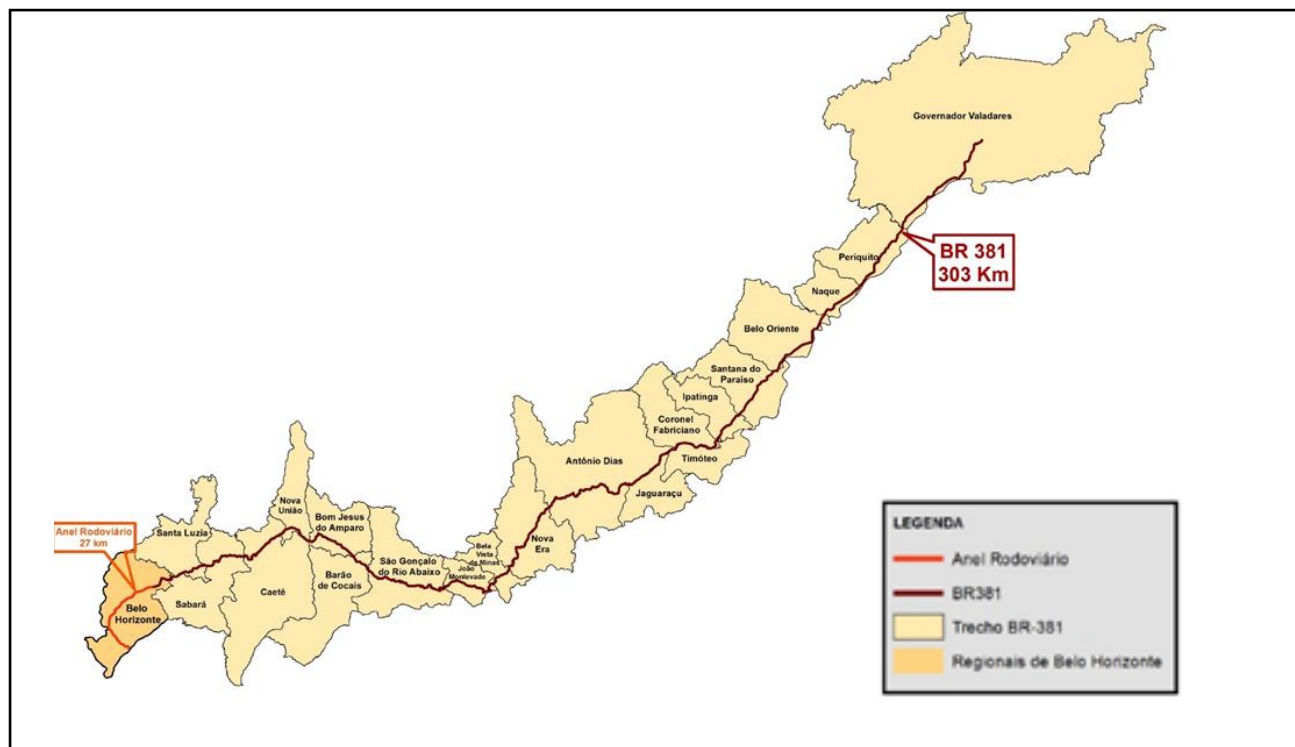 Governador Valadares
BR 381
303 Km
Periquito
Naque
Belo Oriente
Santana do
Paraiso
Ipatinga
Coronel
Fabriciano
Timóteo
Antônio Dias
Jaguaraçu
Nova
União
Bom Jesus
do Amparo
Santa Luzia
Anel Rodoviário
27 km
Nova
Era
Bela
Vista
de Minas
São Gonçalo
do Rio Abaixo
João
Monlevade
Barão
de Cocais
Caeté
Sabará
Belo
Horizonte
LEGENDA
Anel Rodoviário
BR381
Trecho BR-381
Regionais de Belo Horizonte